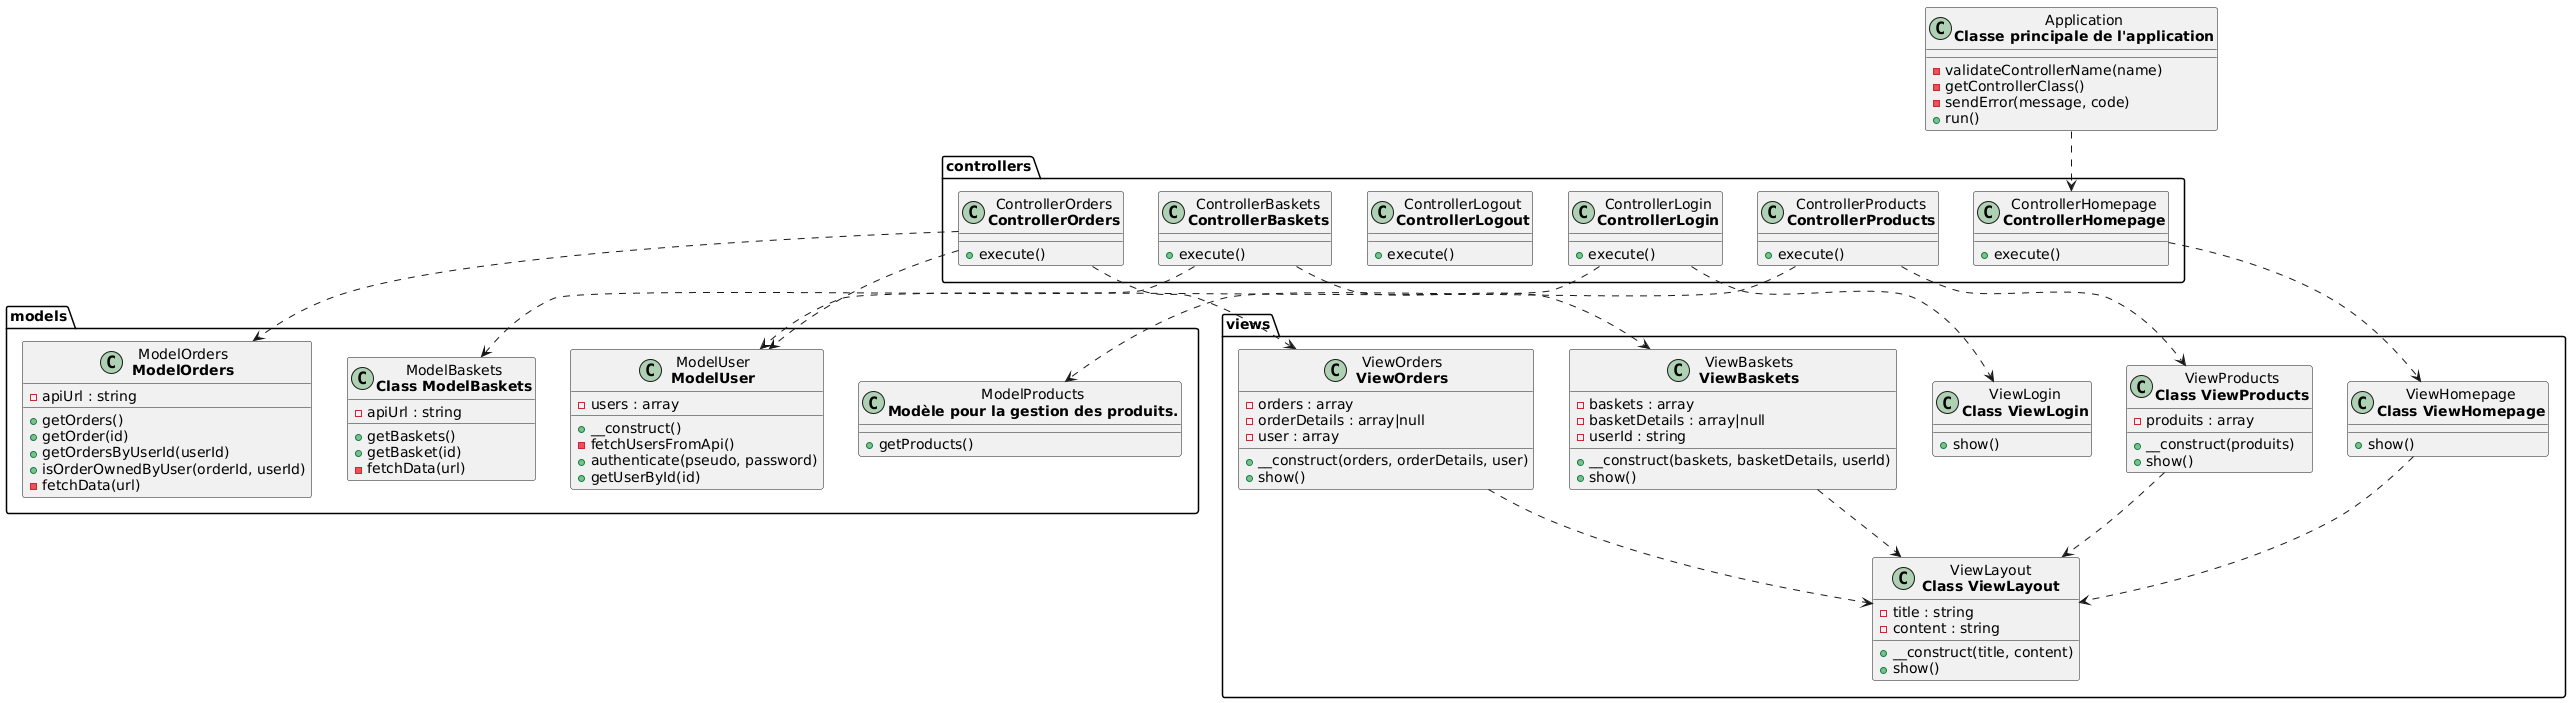 Application
Classe principale de l'application
validateControllerName(name)
getControllerClass()
sendError(message, code)
run()
controllers
ControllerOrders
ControllerOrders
execute()
ControllerBaskets
ControllerBaskets
execute()
ControllerLogout
ControllerLogout
execute()
ControllerLogin
ControllerLogin
execute()
ControllerProducts
ControllerProducts
execute()
ControllerHomepage
ControllerHomepage
execute()
models
ModelOrders
ModelOrders
apiUrl : string
getOrders()
getOrder(id)
getOrdersByUserId(userId)
isOrderOwnedByUser(orderId, userId)
fetchData(url)
ModelBaskets
Class ModelBaskets
apiUrl : string
getBaskets()
getBasket(id)
fetchData(url)
ModelUser
ModelUser
users : array
__construct()
fetchUsersFromApi()
authenticate(pseudo, password)
getUserById(id)
ModelProducts
Modèle pour la gestion des produits.
getProducts()
views
ViewOrders
ViewOrders
orders : array
orderDetails : array|null
user : array
__construct(orders, orderDetails, user)
show()
ViewBaskets
ViewBaskets
baskets : array
basketDetails : array|null
userId : string
__construct(baskets, basketDetails, userId)
show()
ViewLogin
Class ViewLogin
show()
ViewProducts
Class ViewProducts
produits : array
__construct(produits)
show()
ViewHomepage
Class ViewHomepage
show()
ViewLayout
Class ViewLayout
title : string
content : string
__construct(title, content)
show()